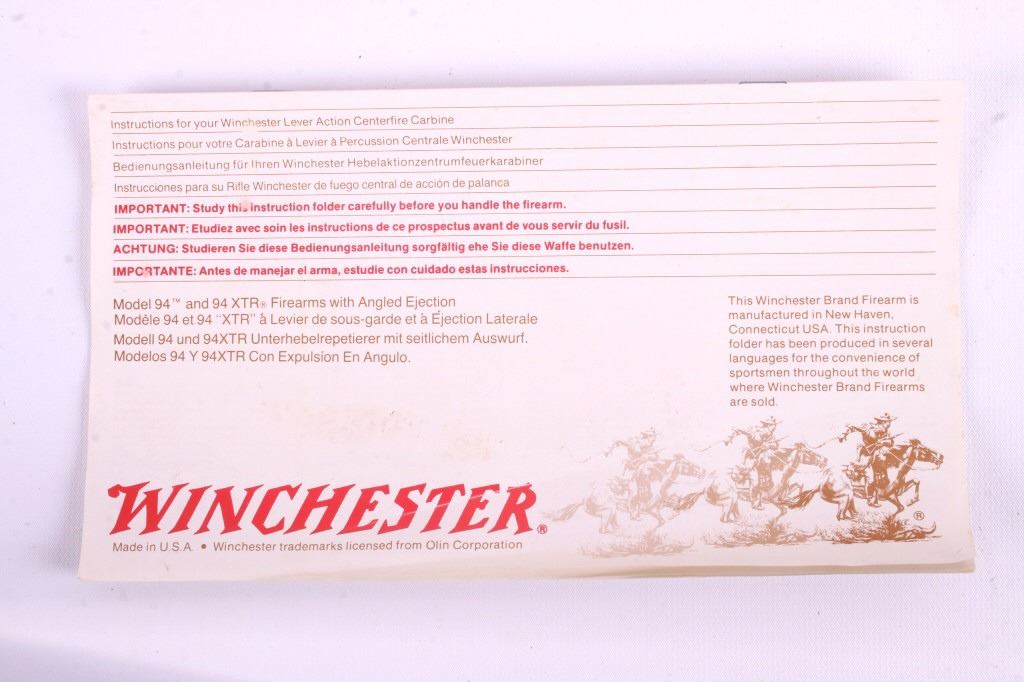 Instructions for your Winchester Lever Action Centerfire Carbine
Instructions pour votre Carabine à Levier à Percussion Centrale Winchester
Bedienungsanleitung für Ihren Winchester Hebelaktionzentrumfeuerkarabiner
Instrucciones para su Rifle Winchester de fuego central de acción de palanca
IMPORTANT: Study this instruction folder carefully before you handle the firearm.
IMPORTANT: Etudiez avec soin les instructions de ce prospectus avant de vous servir du fusil.
ACHTUNG: Studieren Sie diese Bedienungsanleitung sorgfältig ehe Sie diese Waffe benutzen.
IMPORTANTE: Antes de manejar el arma, estudie con cuidado estas instrucciones.
Model 94™ and 94 XTR® Firearms with Angled Ejection
Modèle 94 et 94 "XTR" à Levier de sous-garde et à Ejection Laterale
Modell 94 und 94XTR Unterhebelrepetierer mit seitlichem Auswurf.
Modelos 94 Y 94XTR Con Expulsíon En Angulo.
This Winchester Brand Firearm is
manufactured in New Haven,
Connecticut USA. This instruction
folder has been produced in several
languages for the convenience of
sportsmen throughout the world
where Winchester Brand Firearms
are sold.
WINCHESTER®
®
Made in U.S.A. • Winchester trademarks licensed from Olin Corporation